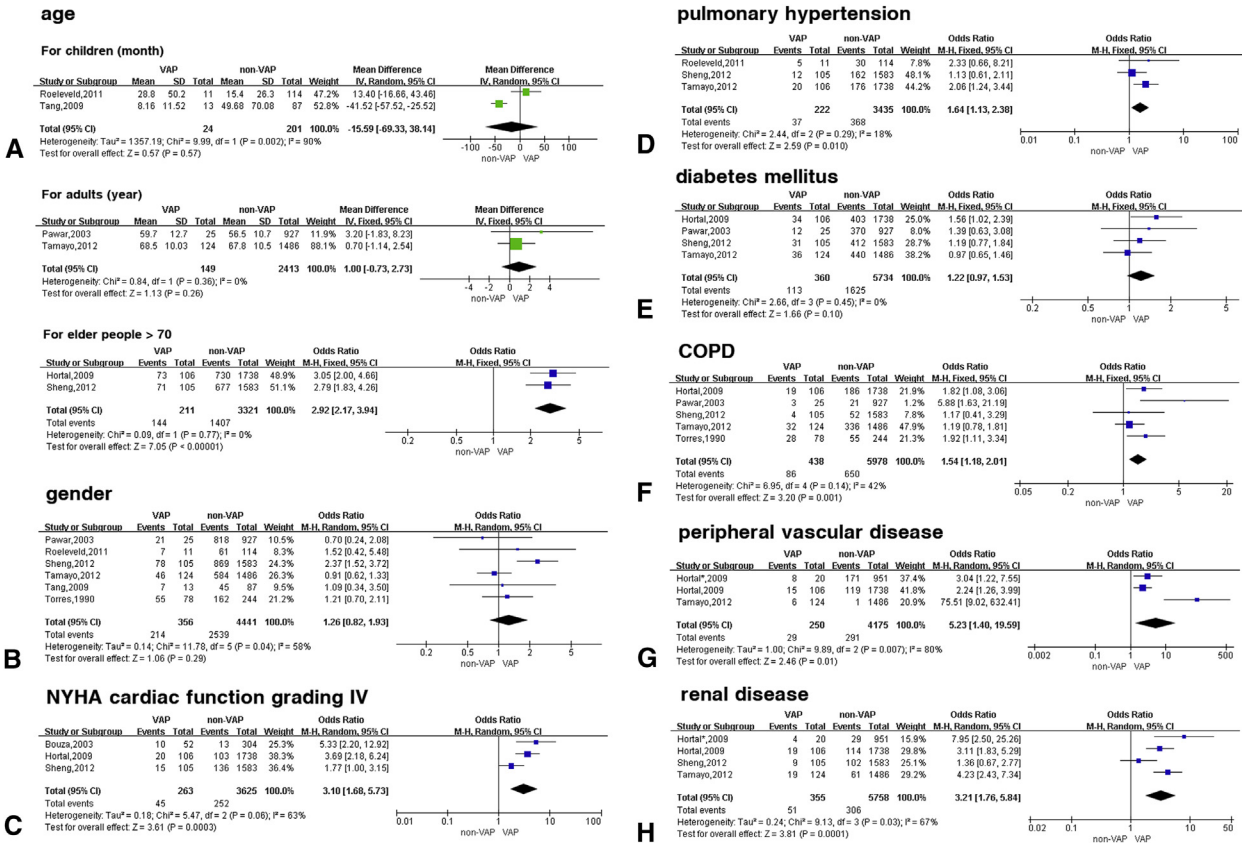 age
For children (month)
VAP non-VAP Mean Difference Mean Difference
Study or Subgroup Mean SD Total Mean SD Total Weight IV, Random, 95% CI IV, Random, 95% CI
Roeleveld,2011 28.8 50.2 11 15.4 26.3 114 47.2% 13.40 [-16.66, 43.46]
Tang,2009 8.16 11.52 13 49.68 70.08 87 52.8% -41.52 [-57.52, -25.52]
Total (95% CI) 24 201 100.0% -15.59 [-69.33, 38.14]
Heterogeneity: Tau² = 1357.19; Chi² = 9.99, df = 1 (P = 0.002); I² = 90%
Test for overall effect: Z = 0.57 (P = 0.57)
-100 -50 0 50 100
non-VAP VAP
A
For adults (year)
VAP non-VAP Mean Difference Mean Difference
Study or Subgroup Mean SD Total Mean SD Total Weight IV, Fixed, 95% CI IV, Fixed, 95% CI
Pawar,2003 59.7 12.7 25 56.5 10.7 927 11.9% 3.20 [-1.83, 8.23]
Tamayo,2012 68.5 10.03 124 67.8 10.5 1486 88.1% 0.70 [-1.14, 2.54]
Total (95% CI) 149 2413 100.0% 1.00 [-0.73, 2.73]
Heterogeneity: Chi² = 0.84, df = 1 (P = 0.36); I² = 0%
Test for overall effect: Z = 1.13 (P = 0.26)
-4 -2 0 2 4
non-VAP VAP
For elder people > 70
VAP non-VAP Odds Ratio Odds Ratio
Study or Subgroup Events Total Events Total Weight M-H, Fixed, 95% CI M-H, Fixed, 95% CI
Hortal,2009 73 106 730 1738 48.9% 3.05 [2.00, 4.66]
Sheng,2012 71 105 677 1583 51.1% 2.79 [1.83, 4.26]
Total (95% CI) 211 3321 100.0% 2.92 [2.17, 3.94]
Total events 144 1407
Heterogeneity: Chi² = 0.09, df = 1 (P = 0.77); I² = 0%
Test for overall effect: Z = 7.05 (P < 0.00001)
0.2 0.5 1 2 5
non-VAP VAP
gender
VAP non-VAP Odds Ratio Odds Ratio
Study or Subgroup Events Total Events Total Weight M-H, Random, 95% CI M-H, Random, 95% CI
Pawar,2003 21 25 818 927 10.5% 0.70 [0.24, 2.08]
Roeleveld,2011 7 11 61 114 8.3% 1.52 [0.42, 5.48]
Sheng,2012 78 105 869 1583 24.3% 2.37 [1.52, 3.72]
Tamayo,2012 46 124 584 1486 26.3% 0.91 [0.62, 1.33]
Tang,2009 7 13 45 87 9.5% 1.09 [0.34, 3.50]
Torres,1990 55 78 162 244 21.2% 1.21 [0.70, 2.11]
Total (95% CI) 356 4441 100.0% 1.26 [0.82, 1.93]
Total events 214 2539
Heterogeneity: Tau² = 0.14; Chi² = 11.78, df = 5 (P = 0.04); I² = 58%
Test for overall effect: Z = 1.06 (P = 0.29)
0.2 0.5 1 2 5
non-VAP VAP
B
NYHA cardiac function grading IV
VAP non-VAP Odds Ratio Odds Ratio
Study or Subgroup Events Total Events Total Weight M-H, Random, 95% CI M-H, Random, 95% CI
Bouza,2003 10 52 13 304 25.3% 5.33 [2.20, 12.92]
Hortal,2009 20 106 103 1738 38.3% 3.69 [2.18, 6.24]
Sheng,2012 15 105 136 1583 36.4% 1.77 [1.00, 3.15]
Total (95% CI) 263 3625 100.0% 3.10 [1.68, 5.73]
Total events 45 252
Heterogeneity: Tau² = 0.18; Chi² = 5.47, df = 2 (P = 0.06); I² = 63%
Test for overall effect: Z = 3.61 (P = 0.0003)
0.01 0.1 1 10 100
non-VAP VAP
C
pulmonary hypertension
VAP non-VAP Odds Ratio Odds Ratio
Study or Subgroup Events Total Events Total Weight M-H, Fixed, 95% CI M-H, Fixed, 95% CI
Roeleveld,2011 5 11 30 114 7.8% 2.33 [0.66, 8.21]
Sheng,2012 12 105 162 1583 48.1% 1.13 [0.61, 2.11]
Tamayo,2012 20 106 176 1738 44.1% 2.06 [1.24, 3.44]
Total (95% CI) 222 3435 100.0% 1.64 [1.13, 2.38]
Total events 37 368
Heterogeneity: Chi² = 2.44, df = 2 (P = 0.29); I² = 18%
Test for overall effect: Z = 2.59 (P = 0.010)
0.01 0.1 1 10 100
non-VAP VAP
D
diabetes mellitus
VAP non-VAP Odds Ratio Odds Ratio
Study or Subgroup Events Total Events Total Weight M-H, Fixed, 95% CI M-H, Fixed, 95% CI
Hortal,2009 34 106 403 1738 25.0% 1.56 [1.02, 2.39]
Pawar,2003 12 25 370 927 8.0% 1.39 [0.63, 3.08]
Sheng,2012 31 105 412 1583 28.8% 1.19 [0.77, 1.84]
Tamayo,2012 36 124 440 1486 38.2% 0.97 [0.65, 1.46]
Total (95% CI) 360 5734 100.0% 1.22 [0.97, 1.53]
Total events 113 1625
Heterogeneity: Chi² = 2.66, df = 3 (P = 0.45); I² = 0%
Test for overall effect: Z = 1.66 (P = 0.10)
0.2 0.5 1 2 5
non-VAP VAP
E
COPD
VAP non-VAP Odds Ratio Odds Ratio
Study or Subgroup Events Total Events Total Weight M-H, Fixed, 95% CI M-H, Fixed, 95% CI
Hortal,2009 19 106 186 1738 21.9% 1.82 [1.08, 3.06]
Pawar,2003 3 25 21 927 1.2% 5.88 [1.63, 21.19]
Sheng,2012 4 105 52 1583 7.8% 1.17 [0.41, 3.29]
Tamayo,2012 32 124 336 1486 47.9% 1.19 [0.78, 1.81]
Torres,1990 28 78 55 244 21.3% 1.92 [1.11, 3.34]
Total (95% CI) 438 5978 100.0% 1.54 [1.18, 2.01]
Total events 86 650
Heterogeneity: Chi² = 6.95, df = 4 (P = 0.14); I² = 42%
Test for overall effect: Z = 3.20 (P = 0.001)
0.05 0.2 1 5 20
non-VAP VAP
F
peripheral vascular disease
VAP non-VAP Odds Ratio Odds Ratio
Study or Subgroup Events Total Events Total Weight M-H, Random, 95% CI M-H, Random, 95% CI
Hortal*,2009 8 20 171 951 37.4% 3.04 [1.22, 7.55]
Hortal,2009 15 106 119 1738 41.8% 2.24 [1.26, 3.99]
Tamayo,2012 6 124 1 1486 20.9% 75.51 [9.02, 632.41]
Total (95% CI) 250 4175 100.0% 5.23 [1.40, 19.59]
Total events 29 291
Heterogeneity: Tau² = 1.00; Chi² = 9.89, df = 2 (P = 0.007); I² = 80%
Test for overall effect: Z = 2.46 (P = 0.01)
0.002 0.1 1 10 500
non-VAP VAP
G
renal disease
VAP non-VAP Odds Ratio Odds Ratio
Study or Subgroup Events Total Events Total Weight M-H, Random, 95% CI M-H, Random, 95% CI
Hortal*,2009 4 20 29 951 15.9% 7.95 [2.50, 25.26]
Hortal,2009 19 106 114 1738 29.8% 3.11 [1.83, 5.29]
Sheng,2012 9 105 102 1583 25.1% 1.36 [0.67, 2.77]
Tamayo,2012 19 124 61 1486 29.2% 4.23 [2.43, 7.34]
Total (95% CI) 355 5758 100.0% 3.21 [1.76, 5.84]
Total events 51 306
Heterogeneity: Tau² = 0.24; Chi² = 9.13, df = 3 (P = 0.03); I² = 67%
Test for overall effect: Z = 3.81 (P = 0.0001)
0.02 0.1 1 10 50
non-VAP VAP
H